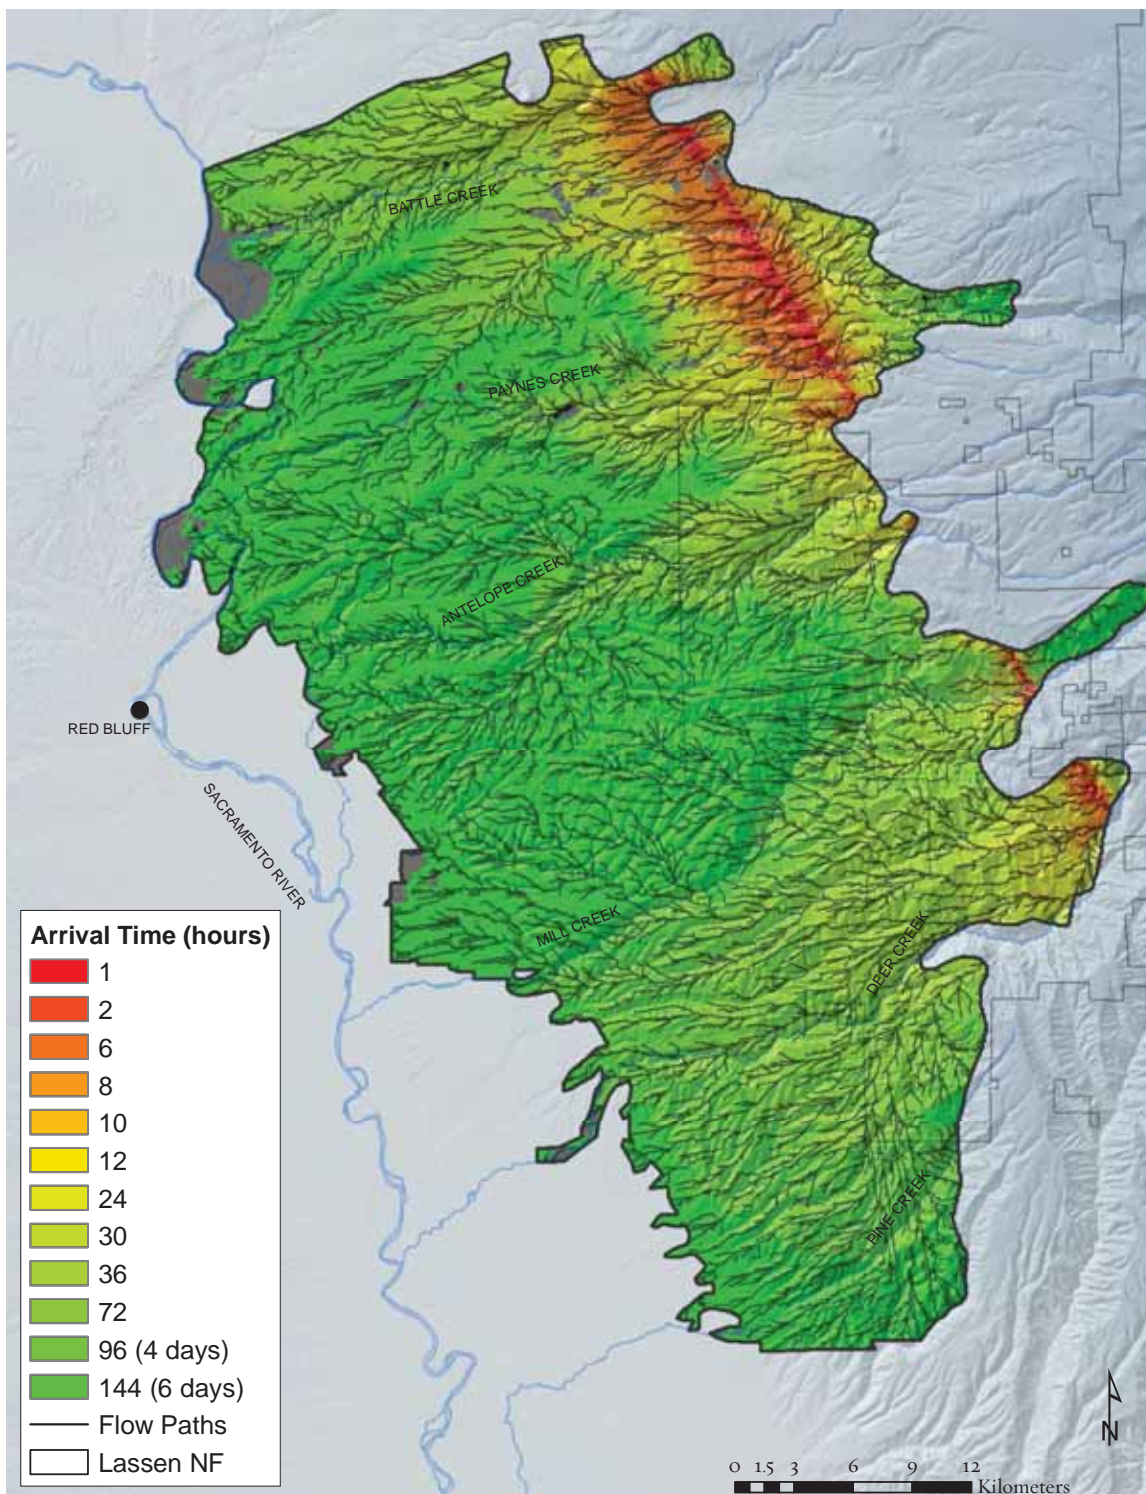 BATTLE CREEK
PAYNES CREEK
ANTELOPE CREEK
RED BLUFF
SACRAMENTO RIVER
MILL CREEK
DEER CREEK
PINE CREEK
Arrival Time (hours)
1
2
6
8
10
12
24
30
36
72
96 (4 days)
144 (6 days)
Flow Paths
Lassen NF
N
0 1.5 3 6 9 12
Kilometers